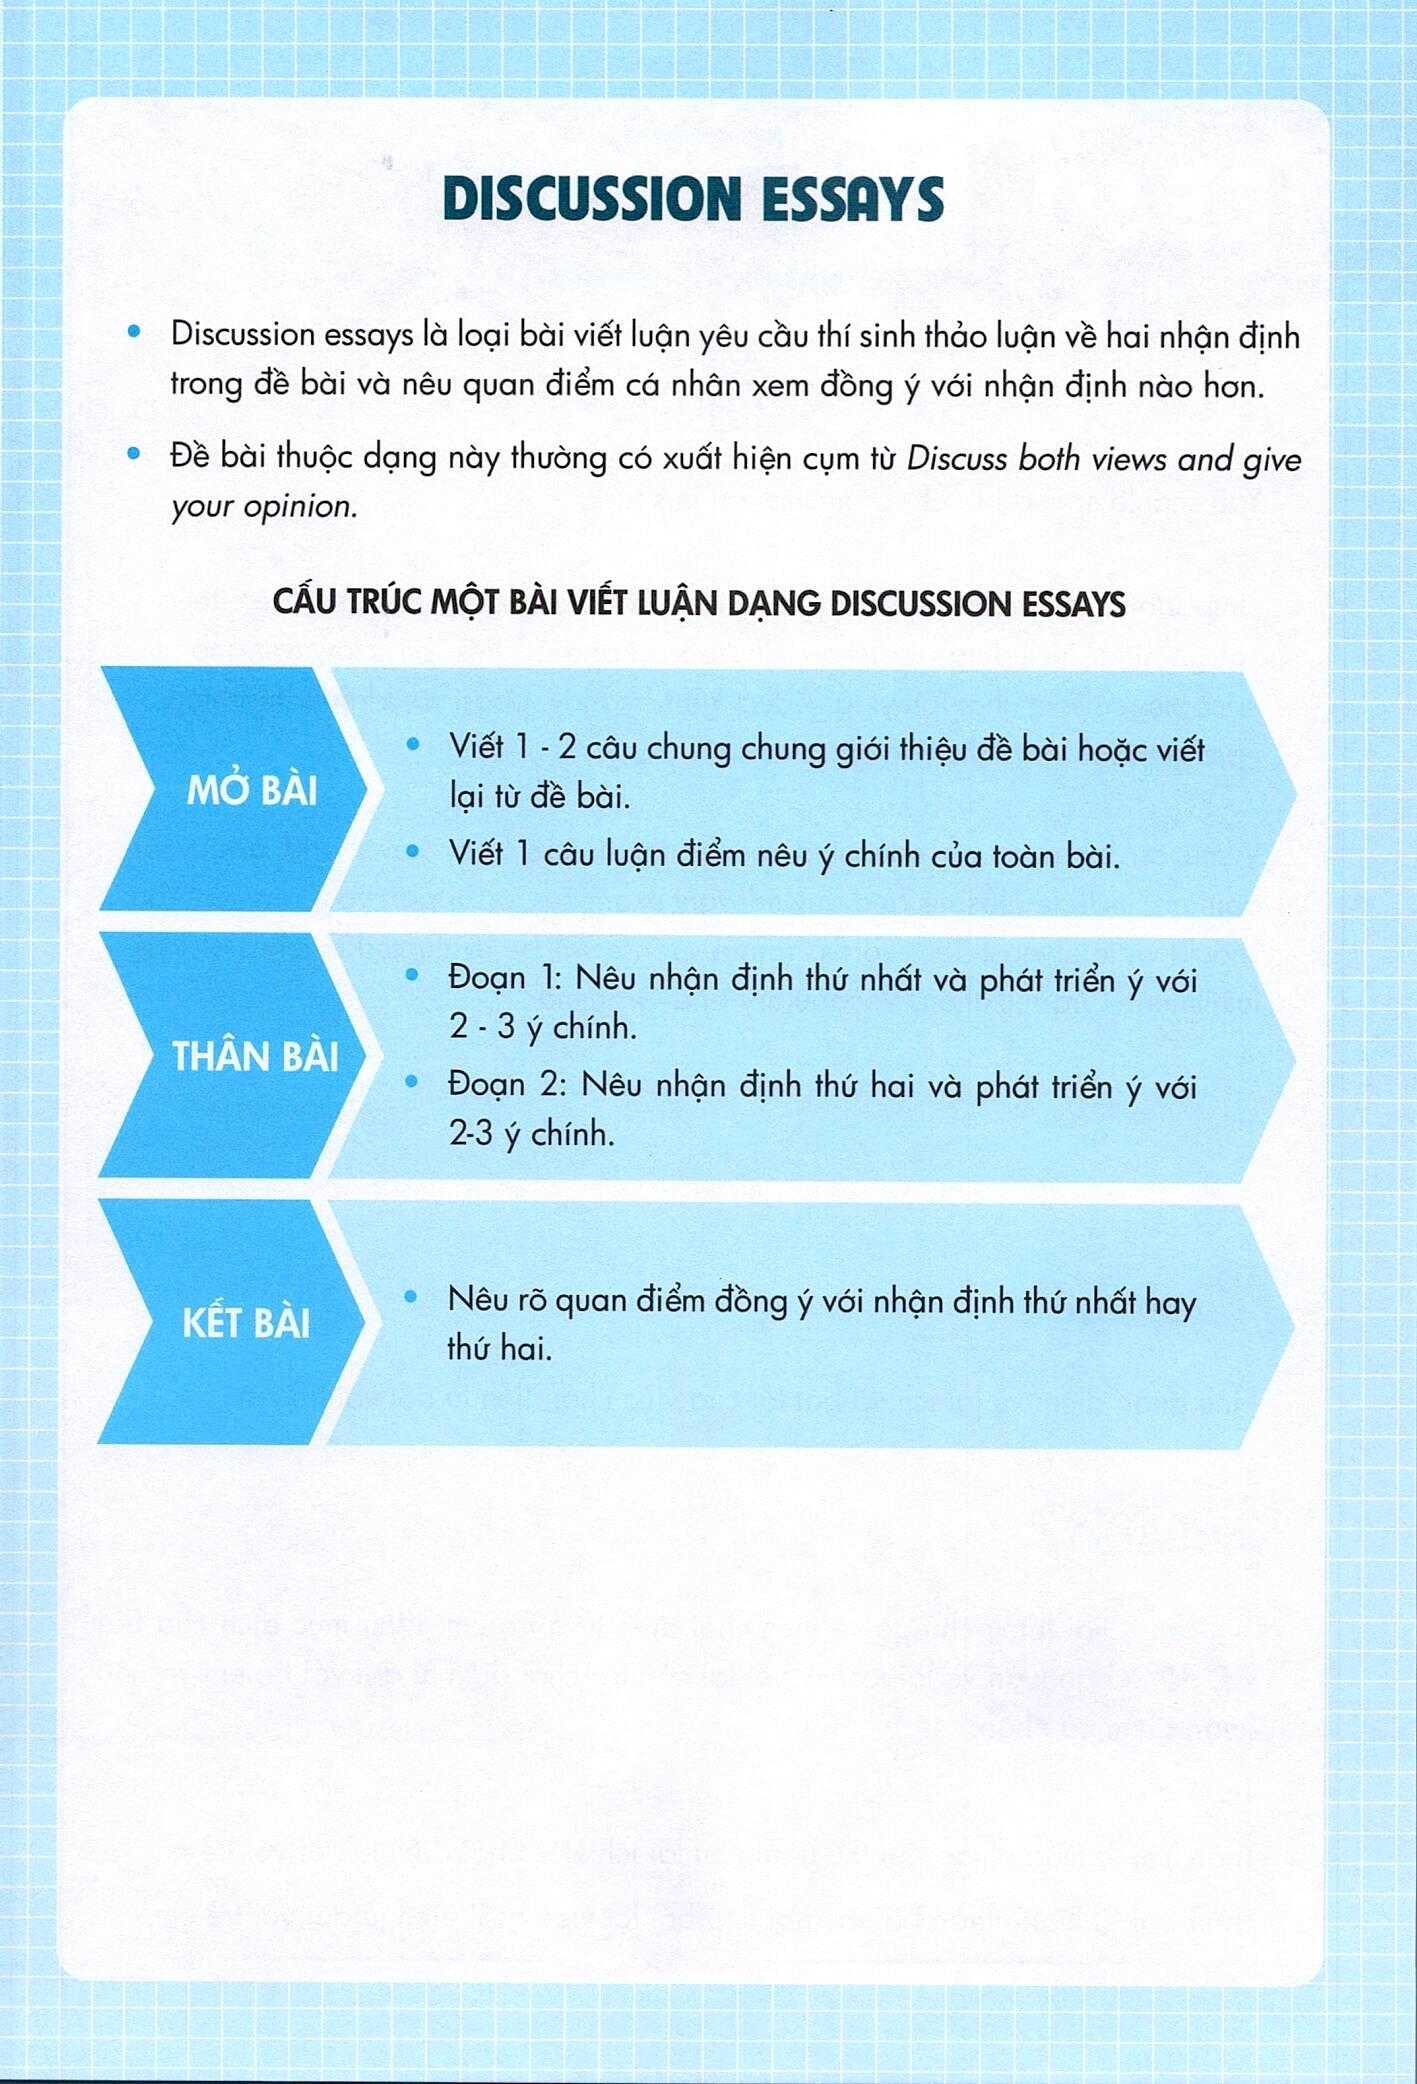 DISCUSSION ESSAYS
• Discussion essays là loại bài viết luận yêu cầu thí sinh thảo luận về hai nhận định
trong đề bài và nêu quan điểm cá nhân xem đồng ý với nhận định nào hơn.
• Đề bài thuộc dạng này thường có xuất hiện cụm từ Discuss both views and give
your opinion.
CẤU TRÚC MỘT BÀI VIẾT LUẬN DẠNG DISCUSSION ESSAYS
MỞ BÀI
• Viết 1 - 2 câu chung chung giới thiệu đề bài hoặc viết
lại từ đề bài.
• Viết 1 câu luận điểm nêu ý chính của toàn bài.
THÂN BÀI
• Đoạn 1: Nêu nhận định thứ nhất và phát triển ý với
2 - 3 ý chính.
• Đoạn 2: Nêu nhận định thứ hai và phát triển ý với
2-3 ý chính.
KẾT BÀI
• Nêu rõ quan điểm đồng ý với nhận định thứ nhất hay
thứ hai.